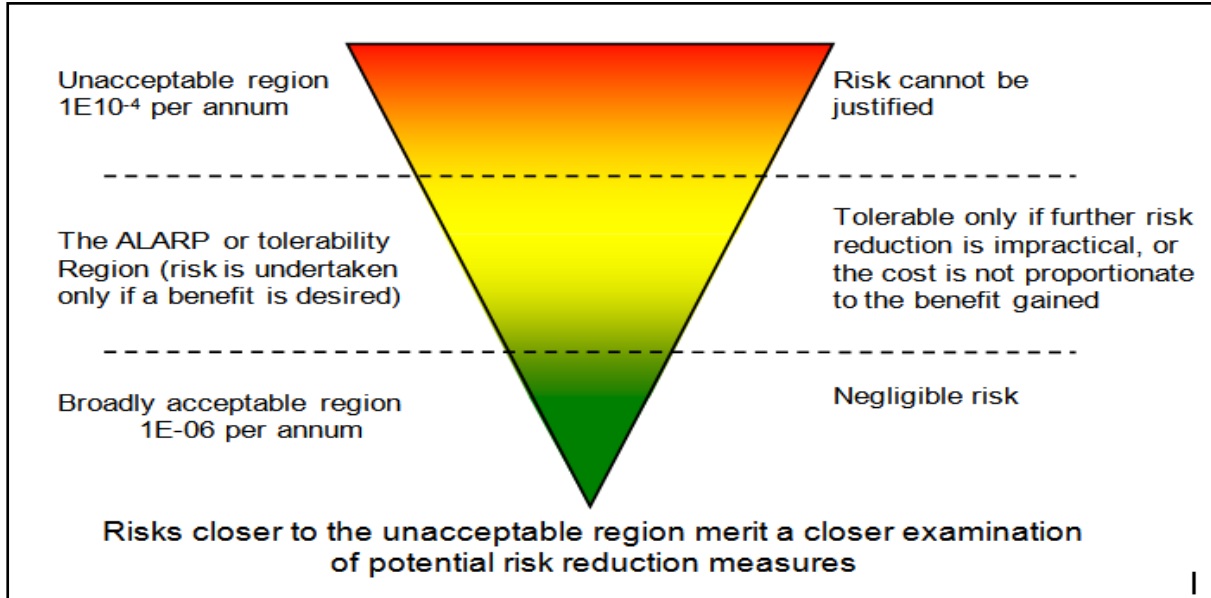 Unacceptable region
1E10⁻⁴ per annum
Risk cannot be
justified
The ALARP or tolerability
Region (risk is undertaken
only if a benefit is desired)
Tolerable only if further risk
reduction is impractical, or
the cost is not proportionate
to the benefit gained
Broadly acceptable region
1E-06 per annum
Negligible risk
Risks closer to the unacceptable region merit a closer examination
of potential risk reduction measures
I